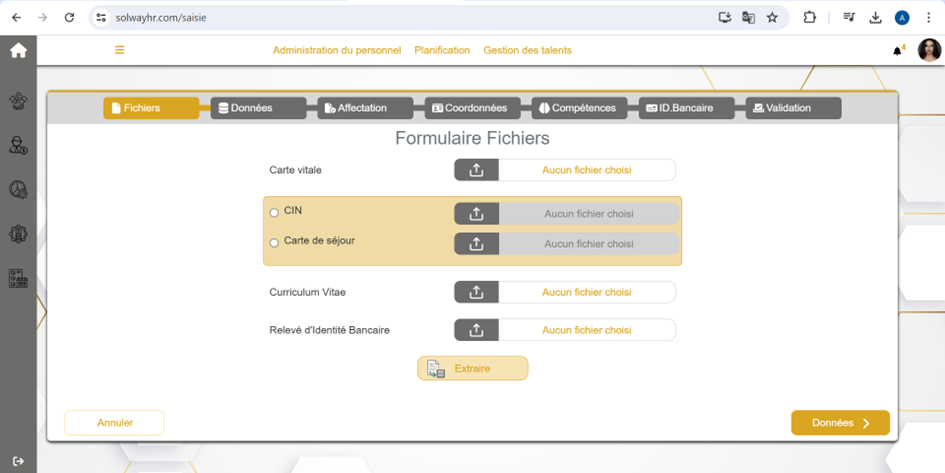 solwayhr.com/saisie
A
Administration du personnel Planification Gestion des talents
4
Fichiers Données Affectation Coordonnées Compétences ID.Bancaire Validation
Formulaire Fichiers
Carte vitale Aucun fichier choisi
CIN Aucun fichier choisi
Carte de séjour Aucun fichier choisi
Curriculum Vitae Aucun fichier choisi
Relevé d'Identité Bancaire Aucun fichier choisi
Extraire
Annuler Données